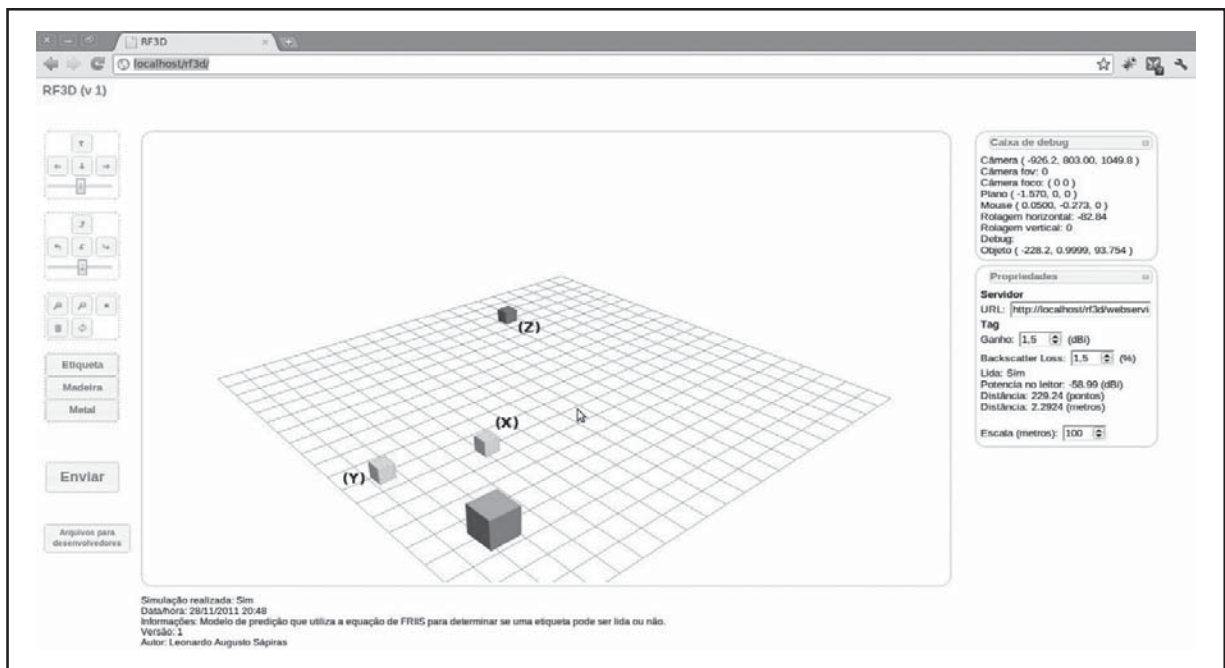 RF3D
localhost/rf3d/
RF3D (v 1)
Etiqueta
Madeira
Metal
Enviar
Arquivos para
desenvolvedores
(Z)
(X)
(Y)
Caixa de debug
Câmera ( -926.2, 803.00, 1049.8 )
Câmera fov: 0
Câmera foco: ( 0 0 )
Plano ( -1.570, 0, 0 )
Mouse ( 0.0500, -0.273, 0 )
Rolagem horizontal: -82.84
Rolagem vertical: 0
Debug:
Objeto ( -228.2, 0.9999, 93.754 )
Propriedades
Servidor
URL: http://localhost/rf3d/webservi
Tag
Ganho: 1,5 (dBi)
Backscatter Loss: 1,5 (%)
Lida: Sim
Potencia no leitor: -58.99 (dBi)
Distância: 229.24 (pontos)
Distância: 2.2924 (metros)
Escala (metros): 100
Simulação realizada: Sim
Data/hora: 28/11/2011 20:48
Informações: Modelo de predição que utiliza a equação de FRIIS para determinar se uma etiqueta pode ser lida ou não.
Versão: 1
Autor: Leonardo Augusto Sápiras